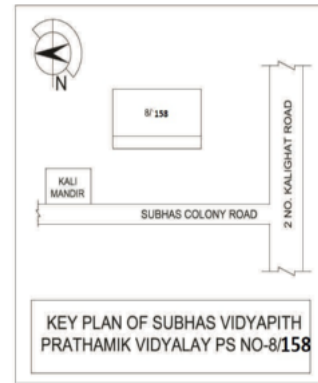 N
8/ 158
KALI
MANDIR
SUBHAS COLONY ROAD
2 NO. KALIGHAT ROAD
KEY PLAN OF SUBHAS VIDYAPITH
PRATHAMIK VIDYALAY PS NO-8/158